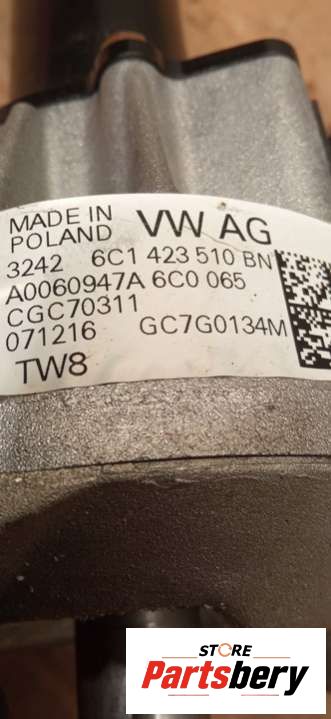 MADE IN VW AG
POLAND
3242 6C1 423 510 BN
A0060947A 6C0 065
CGC70311
071216 GC7G0134M
TW8
STORE
Partsbery